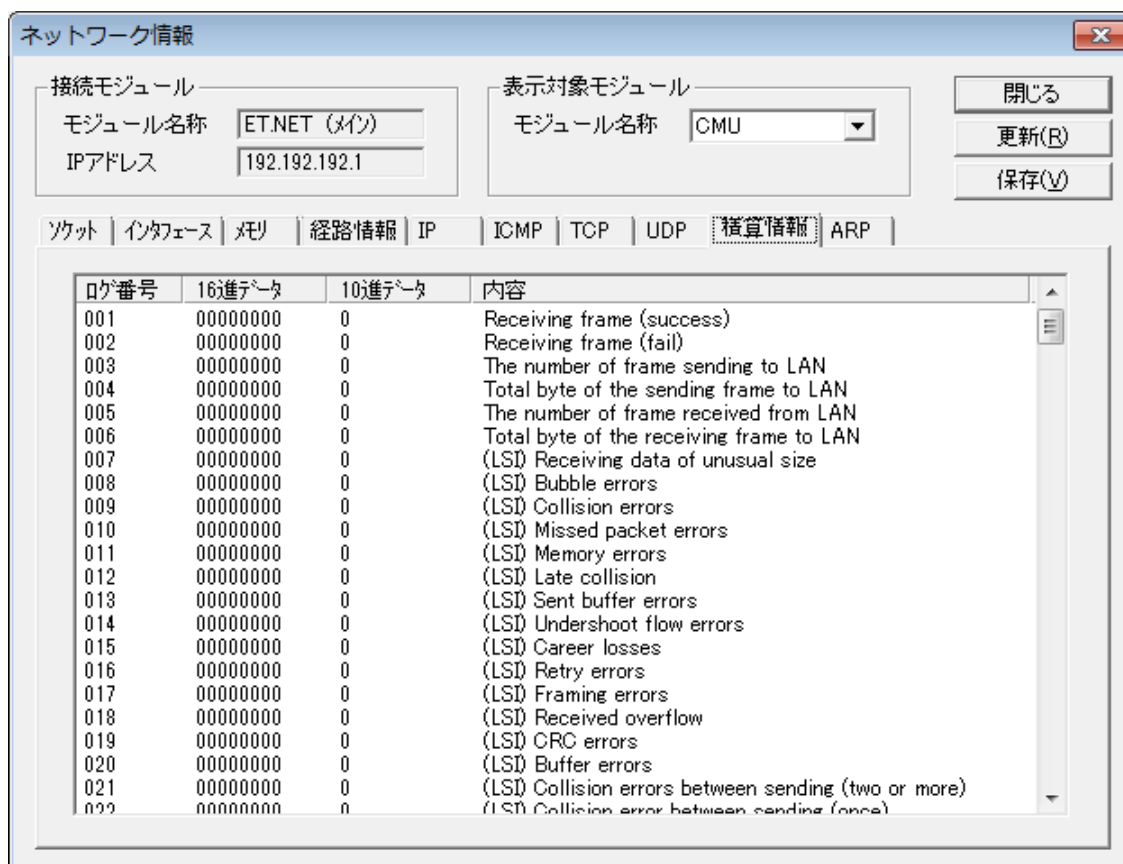 ネットワーク情報
接続モジュール
モジュール名称 ET.NET (メイン)
IPアドレス 192.192.192.1
表示対象モジュール
モジュール名称 CMU
閉じる
更新(R)
保存(V)
ソケット インタフェース メモリ 経路情報 IP ICMP TCP UDP 積算情報 ARP
ログ番号 16進データ 10進データ 内容
001 00000000 0 Receiving frame (success)
002 00000000 0 Receiving frame (fail)
003 00000000 0 The number of frame sending to LAN
004 00000000 0 Total byte of the sending frame to LAN
005 00000000 0 The number of frame received from LAN
006 00000000 0 Total byte of the receiving frame to LAN
007 00000000 0 (LSI) Receiving data of unusual size
008 00000000 0 (LSI) Bubble errors
009 00000000 0 (LSI) Collision errors
010 00000000 0 (LSI) Missed packet errors
011 00000000 0 (LSI) Memory errors
012 00000000 0 (LSI) Late collision
013 00000000 0 (LSI) Sent buffer errors
014 00000000 0 (LSI) Undershoot flow errors
015 00000000 0 (LSI) Career losses
016 00000000 0 (LSI) Retry errors
017 00000000 0 (LSI) Framing errors
018 00000000 0 (LSI) Received overflow
019 00000000 0 (LSI) CRC errors
020 00000000 0 (LSI) Buffer errors
021 00000000 0 (LSI) Collision errors between sending (two or more)
022 00000000 0 (LSI) Collision error between sending (once)